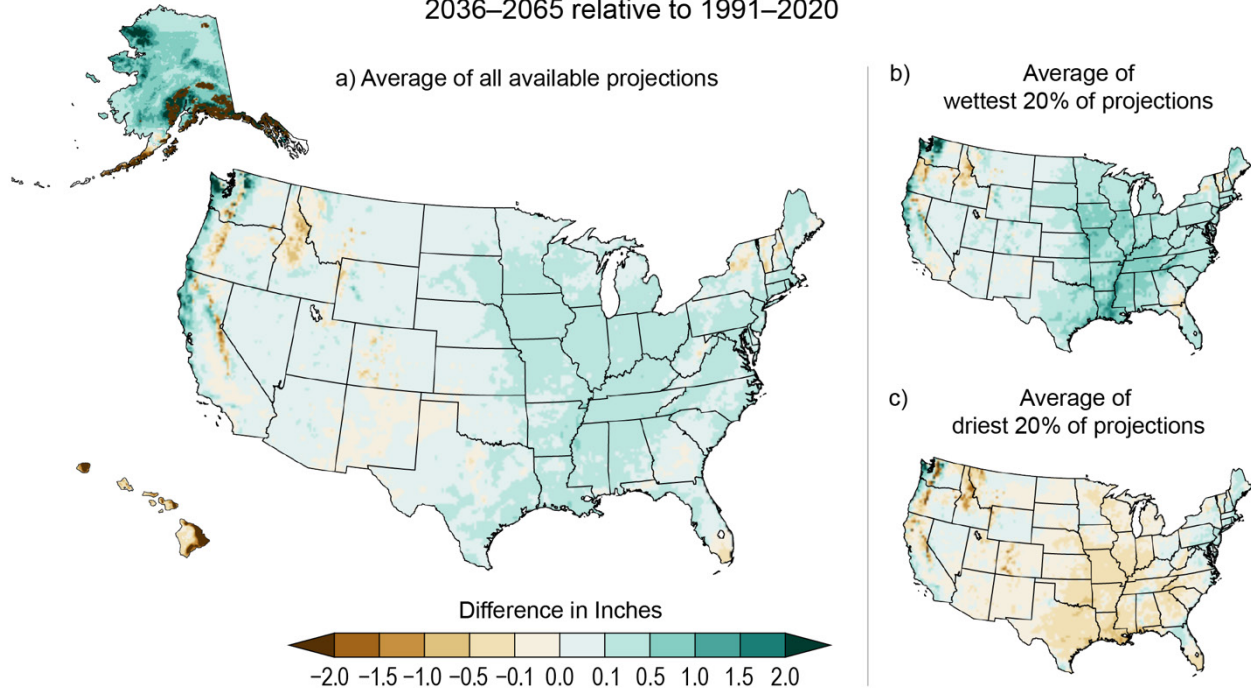 2036–2065 relative to 1991–2020
a) Average of all available projections
b)
Average of
wettest 20% of projections
c)
Average of
driest 20% of projections
Difference in Inches
−2.0 −1.5 −1.0 −0.5 −0.1 0.0 0.1 0.5 1.0 1.5 2.0